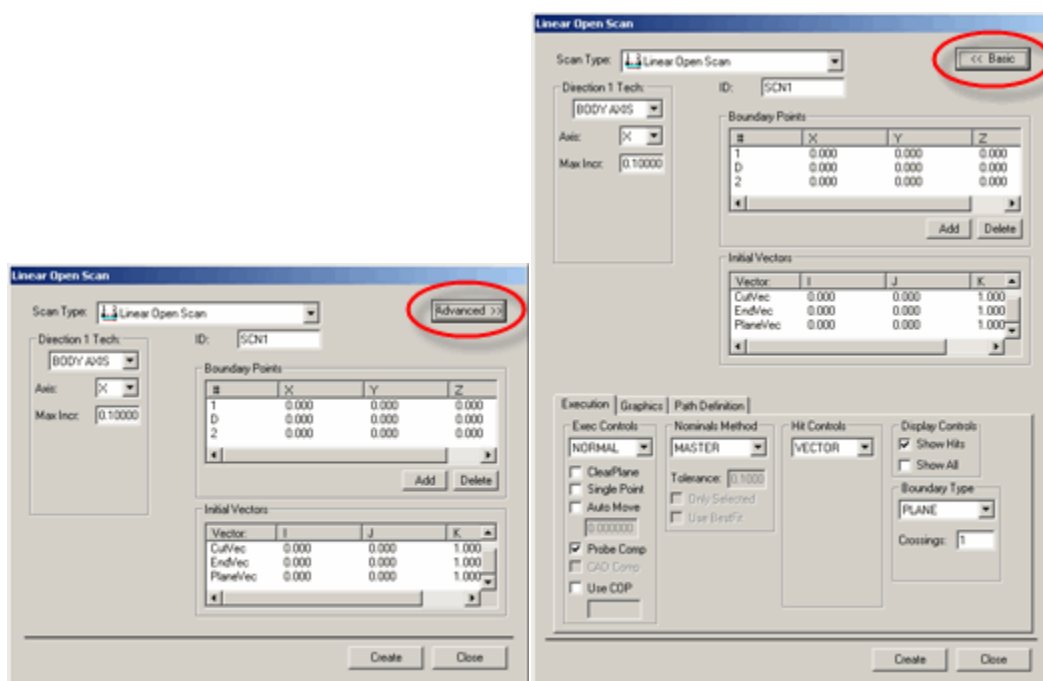 Linear Open Scan
Scan Type: Linear Open Scan Advanced >>
Direction 1 Tech. ID: SCN1
BODY AXIS
Axis: X
Max Incr: 0.10000
Boundary Points
# X Y Z
1 0.000 0.000 0.000
D 0.000 0.000 0.000
2 0.000 0.000 0.000
Add Delete
Initial Vectors
Vector: I J K
CutVec 0.000 0.000 1.000
EndVec 0.000 0.000 1.000
PlaneVec 0.000 0.000 1.000
Create Close
Linear Open Scan
Scan Type: Linear Open Scan << Basic
Direction 1 Tech. ID: SCN1
BODY AXIS
Axis: X
Max Incr: 0.10000
Boundary Points
# X Y Z
1 0.000 0.000 0.000
D 0.000 0.000 0.000
2 0.000 0.000 0.000
Add Delete
Initial Vectors
Vector: I J K
CutVec 0.000 0.000 1.000
EndVec 0.000 0.000 1.000
PlaneVec 0.000 0.000 1.000
Execution Graphics Path Definition
Exec Controls
NORMAL
ClearPlane
Single Point
Auto Move
0.000000
Probe Comp
CAD Comp
Use COP
Nominals Method
MASTER
Tolerance: 0.1000
Only Selected
Use BestFit
Hit Controls
VECTOR
Display Controls
Show Hits
Show All
Boundary Type
PLANE
Crossings: 1
Create Close